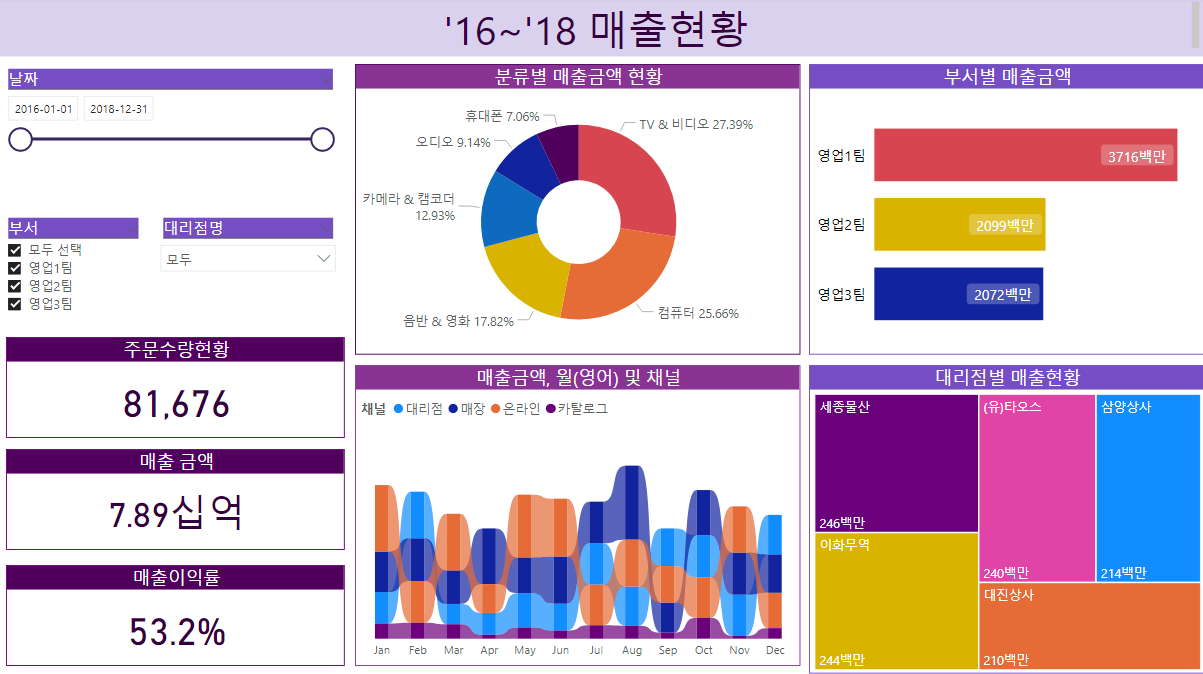 '16~'18 매출현황
날짜
2016-01-01
2018-12-31
부서
모두 선택
영업1팀
영업2팀
영업3팀
대리점명
모두
주문수량현황
81,676
매출 금액
7.89십억
매출이익률
53.2%
분류별 매출금액 현황
휴대폰 7.06%
TV & 비디오 27.39%
오디오 9.14%
카메라 & 캠코더
12.93%
음반 & 영화 17.82%
컴퓨터 25.66%
매출금액, 월(영어) 및 채널
채널 대리점 매장 온라인 카탈로그
Jan Feb Mar Apr May Jun Jul Aug Sep Oct Nov Dec
부서별 매출금액
영업1팀 3716백만
영업2팀 2099백만
영업3팀 2072백만
대리점별 매출현황
세종물산
246백만
이화무역
244백만
(유)타오스
240백만
삼양상사
214백만
대진상사
210백만